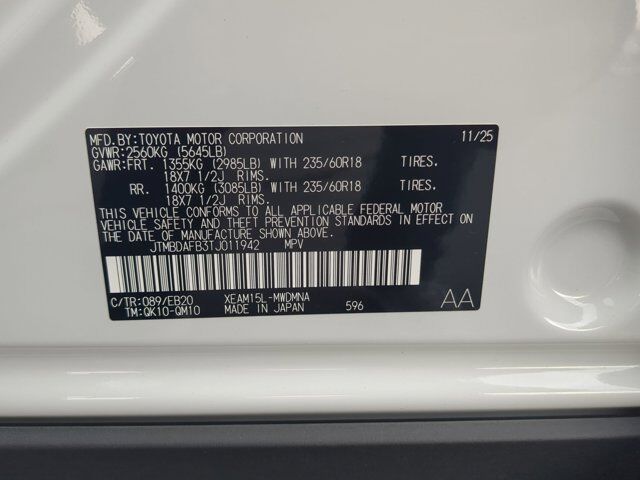 MFD.BY:TOYOTA MOTOR CORPORATION 11/25
GVWR:2560KG (5645LB)
GAWR:FRT. 1355KG (2985LB) WITH 235/60R18 TIRES.
18X7 1/2J RIMS.
RR. 1400KG (3085LB) WITH 235/60R18 TIRES.
18X7 1/2J RIMS.
THIS VEHICLE CONFORMS TO ALL APPLICABLE FEDERAL MOTOR
VEHICLE SAFETY AND THEFT PREVENTION STANDARDS IN EFFECT
ON THE DATE OF MANUFACTURE SHOWN ABOVE.
JTMBDAFB3TJ011942 MPV
C/TR:089/EB20 XEAM15L-MWDMNA AA
TM:QK10-QM10 MADE IN JAPAN 596